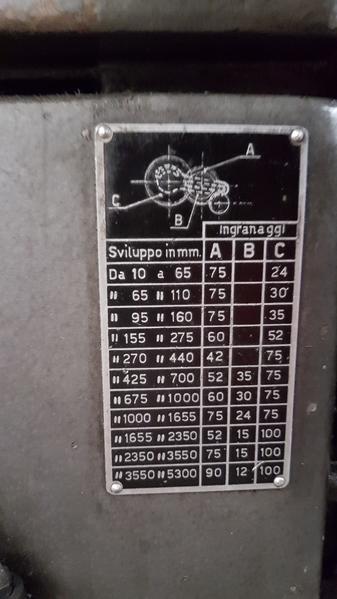 A
C
B
Ingranaggi
Sviluppo in mm. A B C
Da 10 a 65 75 24
" 65 " 110 75 30
" 95 " 160 75 35
" 155 " 275 60 52
" 270 " 440 42 75
" 425 " 700 52 35 75
" 675 " 1000 60 30 75
" 1000 " 1655 75 24 75
" 1655 " 2350 52 15 100
" 2350 " 3550 75 15 100
" 3550 " 5300 90 12 100